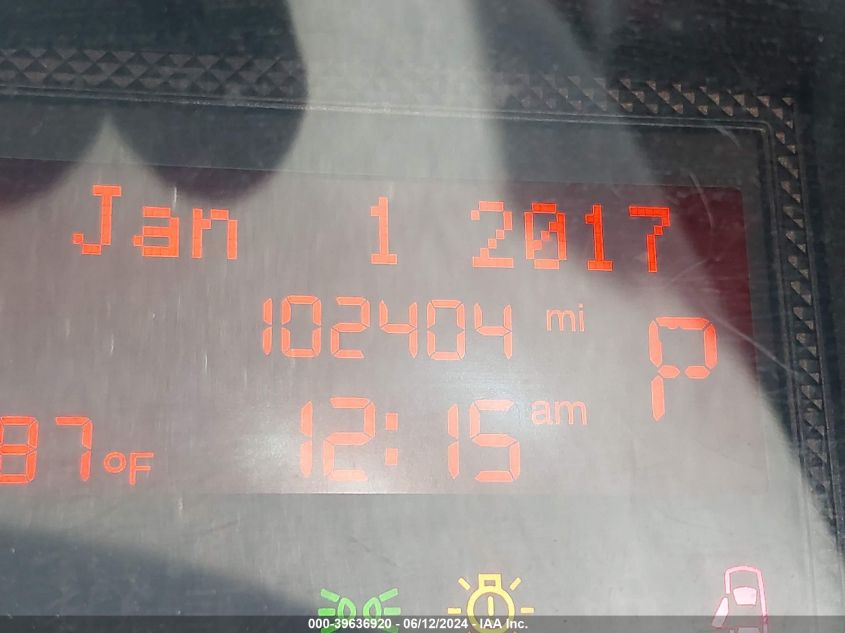 Jan 1 2017
102404 mi
P
87°F 12:15 am
000-39636920 - 06/12/2024 - IAA Inc.